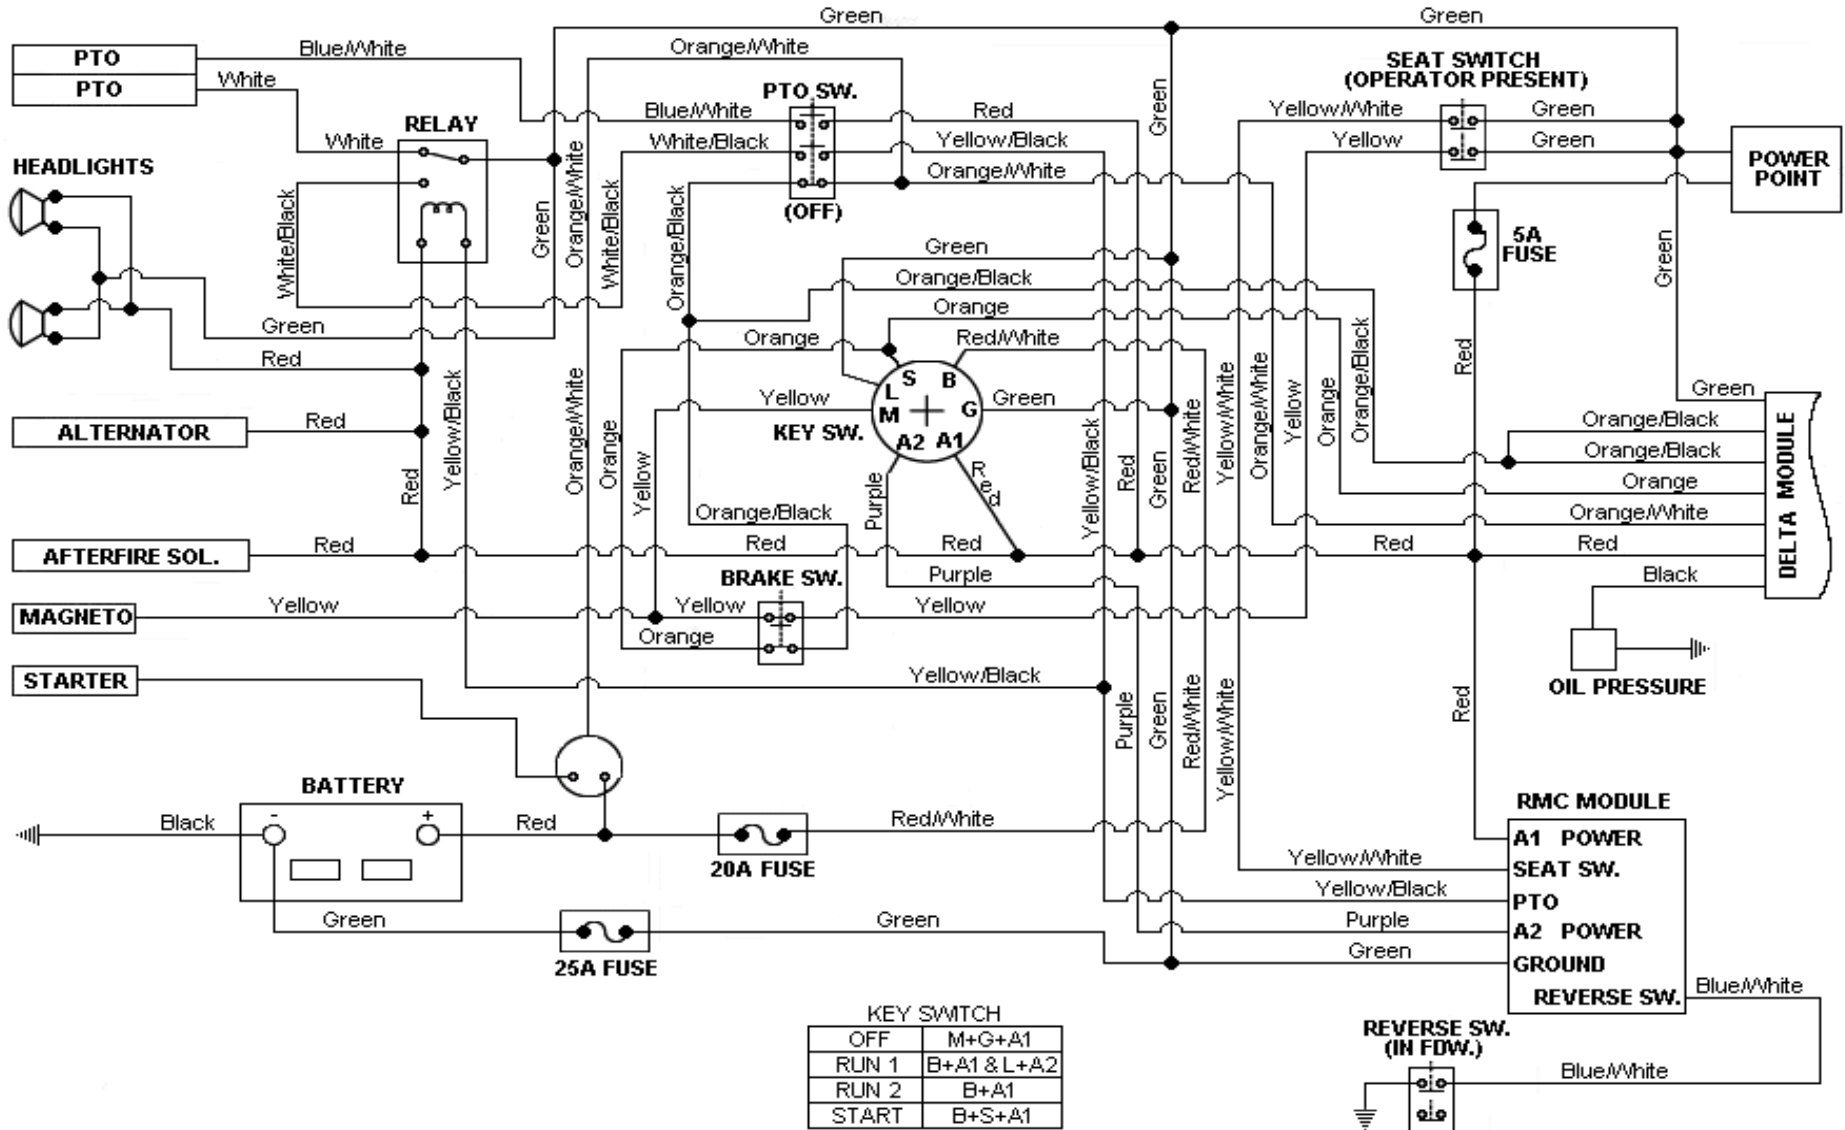 Green
Green
Orange/White
SEAT SWITCH
(OPERATOR PRESENT)
PTO
Blue/White
PTO
White
PTO SW.
Blue/White
Red
Green
Yellow/White
Green
RELAY
White
White/Black
Yellow/Black
Yellow
Green
POWER
POINT
HEADLIGHTS
Orange/White
Orange/White
(OFF)
White/Black
Green
White/Black
Orange/Black
Green
5A
FUSE
Green
Orange/Black
Orange
Green
Orange
Red/White
Red
Red
Yellow/Black
Orange/White
Orange
S
B
L
M
G
A2
A1
Yellow
KEY SW.
Green
Red/White
Yellow/White
Orange/White
Yellow
Orange
Orange/Black
Red
Green
Orange/Black
Orange/Black
Orange
Orange/White
Red
Black
DELTA MODULE
ALTERNATOR
Red
Red
Yellow
Purple
Red
Yellow/Black
Red
Green
Orange/Black
AFTERFIRE SOL.
Red
Red
Red
Red
BRAKE SW.
Purple
MAGNETO
Yellow
Yellow
Yellow
Orange
STARTER
Yellow/Black
OIL PRESSURE
Purple
Green
Red/White
Yellow/White
Red
BATTERY
-
+
Black
Red
20A FUSE
Red/White
RMC MODULE
A1 POWER
Yellow/White
SEAT SW.
Yellow/Black
PTO
Purple
A2 POWER
Green
GROUND
REVERSE SW.
Blue/White
Green
25A FUSE
Green
KEY SWITCH
OFF M+G+A1
RUN 1 B+A1 & L+A2
RUN 2 B+A1
START B+S+A1
REVERSE SW.
(IN FDW.)
Blue/White